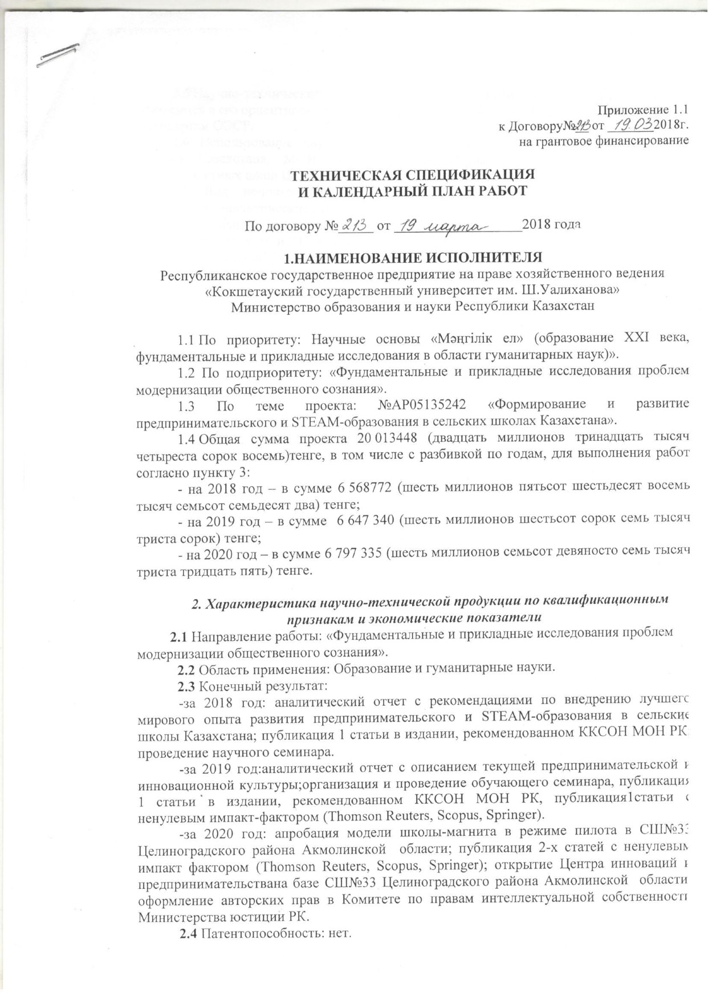 Приложение 1.1
к Договору№213 от 19.03 2018г.
на грантовое финансирование
ТЕХНИЧЕСКАЯ СПЕЦИФИКАЦИЯ
И КАЛЕНДАРНЫЙ ПЛАН РАБОТ
По договору № 213 от 19 марта 2018 года
1.НАИМЕНОВАНИЕ ИСПОЛНИТЕЛЯ
Республиканское государственное предприятие на праве хозяйственного ведения
«Кокшетауский государственный университет им. Ш.Уалиханова»
Министерство образования и науки Республики Казахстан
1.1 По приоритету: Научные основы «Мәңгілік ел» (образование XXI века,
фундаментальные и прикладные исследования в области гуманитарных наук)».
1.2 По подприоритету: «Фундаментальные и прикладные исследования проблем
модернизации общественного сознания».
1.3 По теме проекта: №АР05135242 «Формирование и развитие
предпринимательского и STEAM-образования в сельских школах Казахстана».
1.4 Общая сумма проекта 20 013448 (двадцать миллионов тринадцать тысяч
четыреста сорок восемь)тенге, в том числе с разбивкой по годам, для выполнения работ
согласно пункту 3:
- на 2018 год – в сумме 6 568772 (шесть миллионов пятьсот шестьдесят восемь
тысяч семьсот семьдесят два) тенге;
- на 2019 год – в сумме 6 647 340 (шесть миллионов шестьсот сорок семь тысяч
триста сорок) тенге;
- на 2020 год – в сумме 6 797 335 (шесть миллионов семьсот девяносто семь тысяч
триста тридцать пять) тенге.
2. Характеристика научно-технической продукции по квалификационным
признакам и экономические показатели
2.1 Направление работы: «Фундаментальные и прикладные исследования проблем
модернизации общественного сознания».
2.2 Область применения: Образование и гуманитарные науки.
2.3 Конечный результат:
-за 2018 год: аналитический отчет с рекомендациями по внедрению лучшего
мирового опыта развития предпринимательского и STEAM-образования в сельские
школы Казахстана; публикация 1 статьи в издании, рекомендованном ККСОН МОН РК
проведение научного семинара.
-за 2019 год:аналитический отчет с описанием текущей предпринимательской и
инновационной культуры;организация и проведение обучающего семинара, публикация
1 статьи в издании, рекомендованном ККСОН МОН РК, публикация1статьи с
ненулевым импакт-фактором (Thomson Reuters, Scopus, Springer).
-за 2020 год: апробация модели школы-магнита в режиме пилота в СШ№33
Целиноградского района Акмолинской области; публикация 2-х статей с ненулевым
импакт фактором (Thomson Reuters, Scopus, Springer); открытие Центра инноваций и
предпринимательствана базе СШ№33 Целиноградского района Акмолинской области
оформление авторских прав в Комитете по правам интеллектуальной собственности
Министерства юстиции РК.
2.4 Патентопособность: нет.